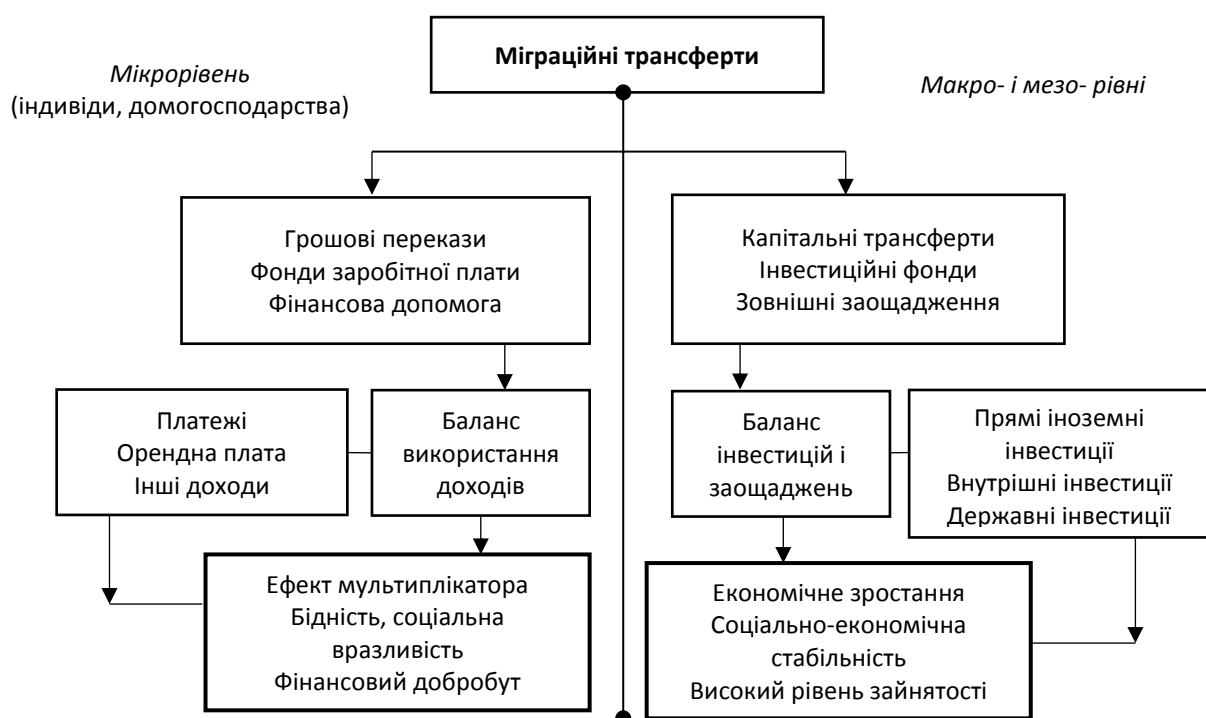 Міграційні трансферти
Мікрорівень
(індивіди, домогосподарства)
Макро- і мезо- рівні
Грошові перекази
Фонди заробітної плати
Фінансова допомога
Капітальні трансферти
Інвестиційні фонди
Зовнішні заощадження
Платежі
Орендна плата
Інші доходи
Баланс
використання
доходів
Баланс
інвестицій і
заощаджень
Прямі іноземні
інвестиції
Внутрішні інвестиції
Державні інвестиції
Ефект мультиплікатора
Бідність, соціальна
вразливість
Фінансовий добробут
Економічне зростання
Соціально-економічна
стабільність
Високий рівень зайнятості